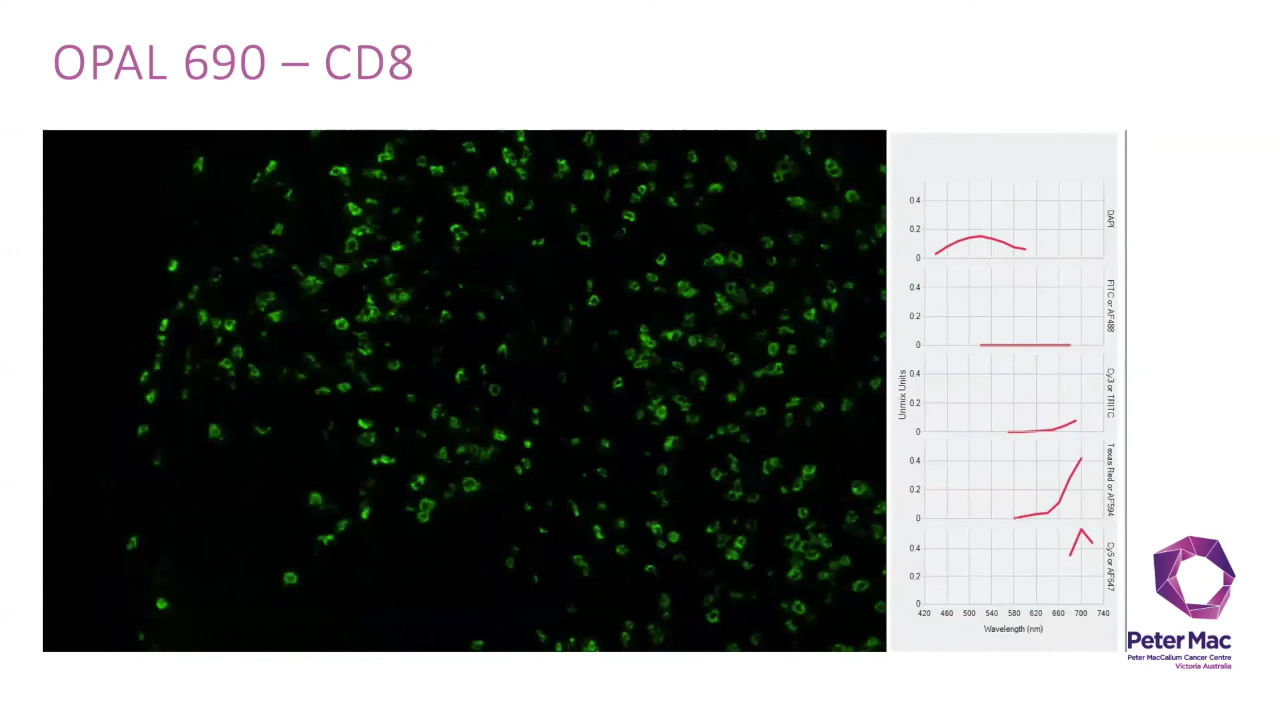 OPAL 690 – CD8
0.4
0.2
0
DAPI
0.4
0.2
0
FITC or AF488
0.4
0.2
0
Cy3 or TRITC
Unmix Units
0.4
0.2
0
Texas Red or AF594
0.4
0.2
0
Cy5 or AF647
420 460 500 540 580 620 660 700 740
Wavelength (nm)
Peter Mac
Peter MacCallum Cancer Centre
Victoria Australia